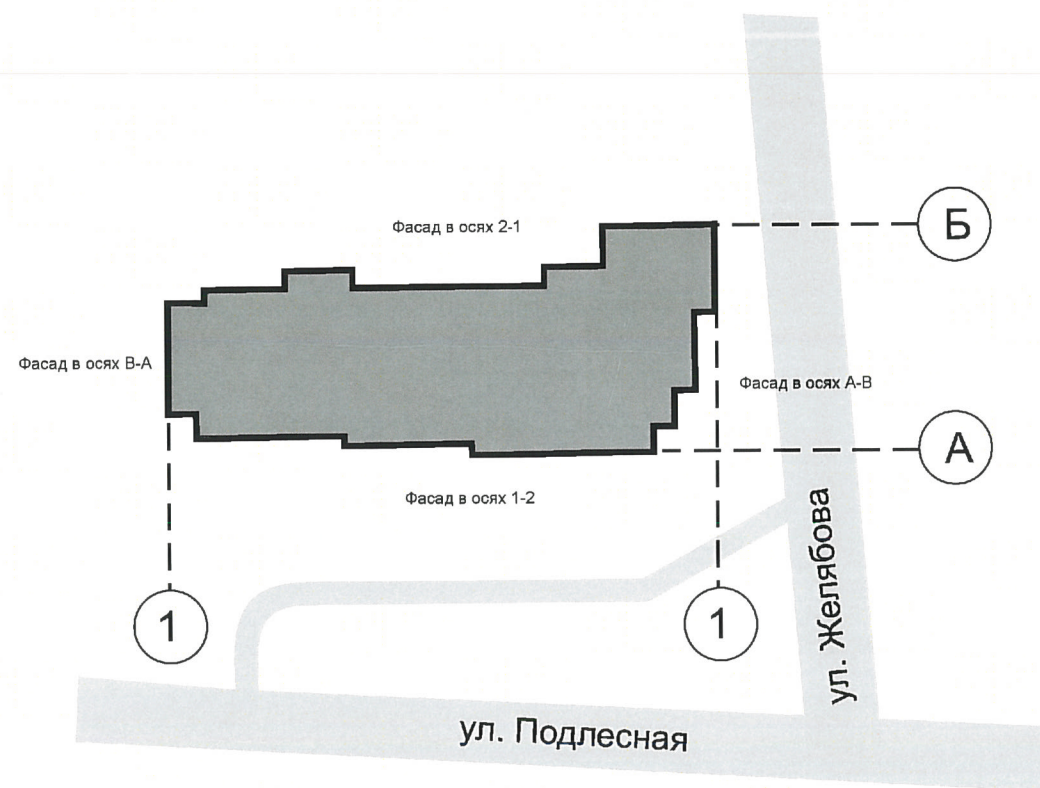 Фасад в осях 2-1
Б
Фасад в осях В-А
Фасад в осях А-В
А
Фасад в осях 1-2
1
1
ул. Желябова
ул. Подлесная